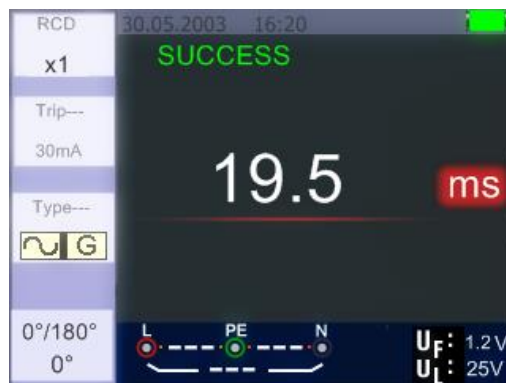 RCD 30.05.2003 16:20
x1 SUCCESS
Trip---
30mA
19.5 ms
Type---
G
0°/180° L PE N
0° UF: 1.2V
UL: 25V